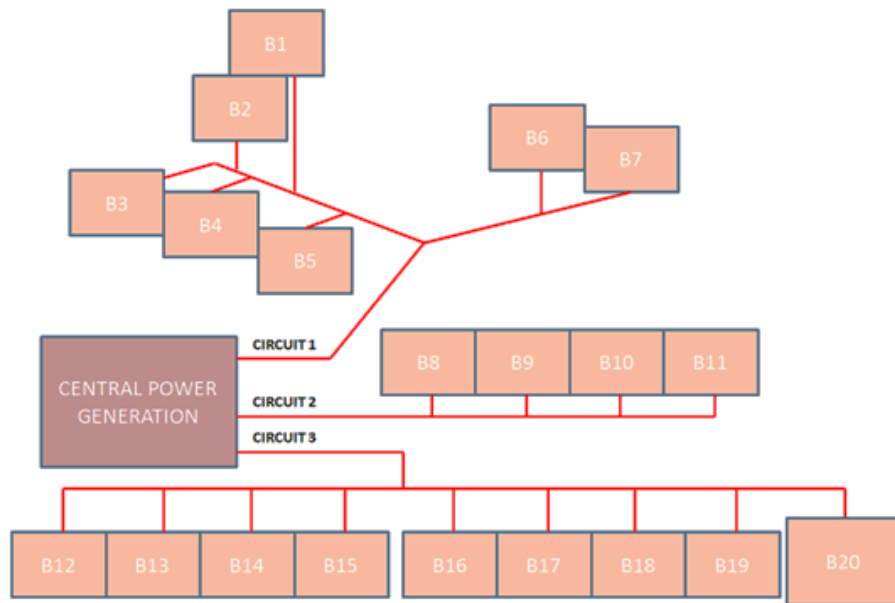 B1
B2
B6
B7
B3
B4
B5
CIRCUIT 1
CENTRAL POWER
GENERATION
B8
B9
B10
B11
CIRCUIT 2
CIRCUIT 3
B12
B13
B14
B15
B16
B17
B18
B19
B20